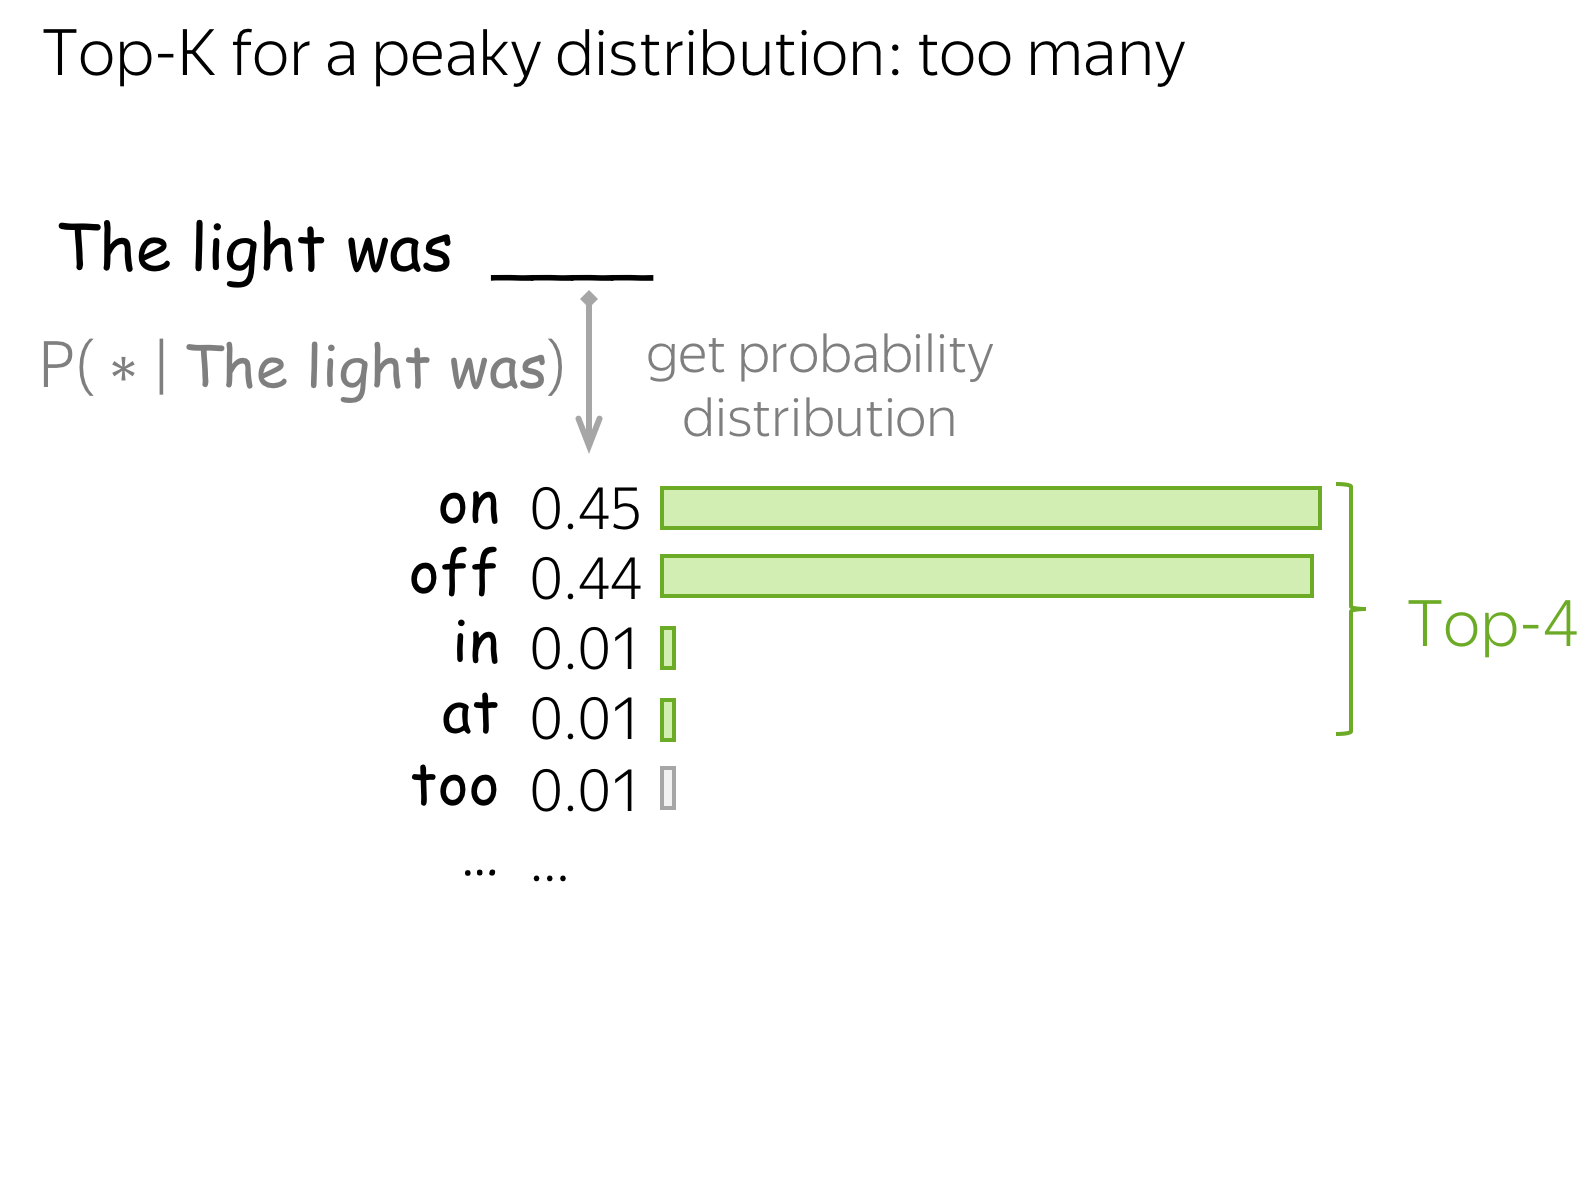 Top-K for a peaky distribution: too many
The light was ____
P( * | The light was)
get probability
distribution
on 0.45
off 0.44
in 0.01
at 0.01
too 0.01
... ...
Top-4